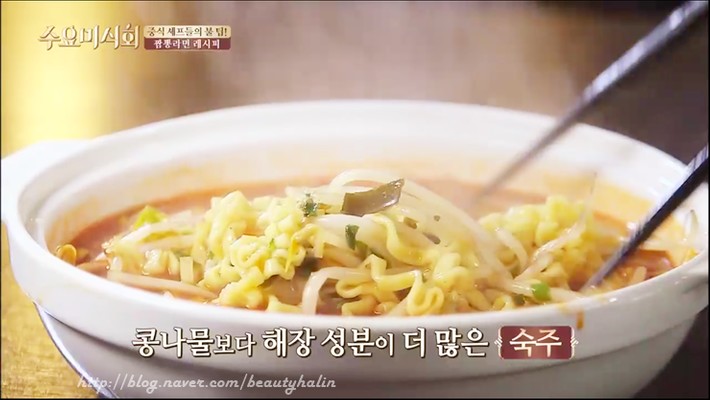 주요미식회
중식 셰프들의 불 팁!
짬뽕라면 레시피
콩나물보다 해장 성분이 더 많은 숙주
http://blog.naver.com/beautyhalin